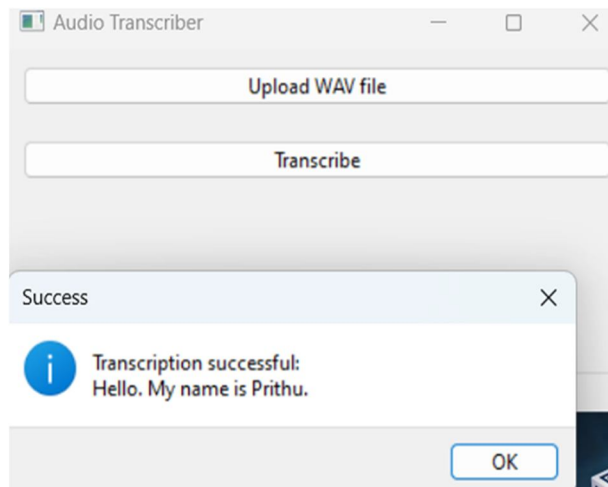 Audio Transcriber
Upload WAV file
Transcribe
Success
Transcription successful:
Hello. My name is Prithu.
OK